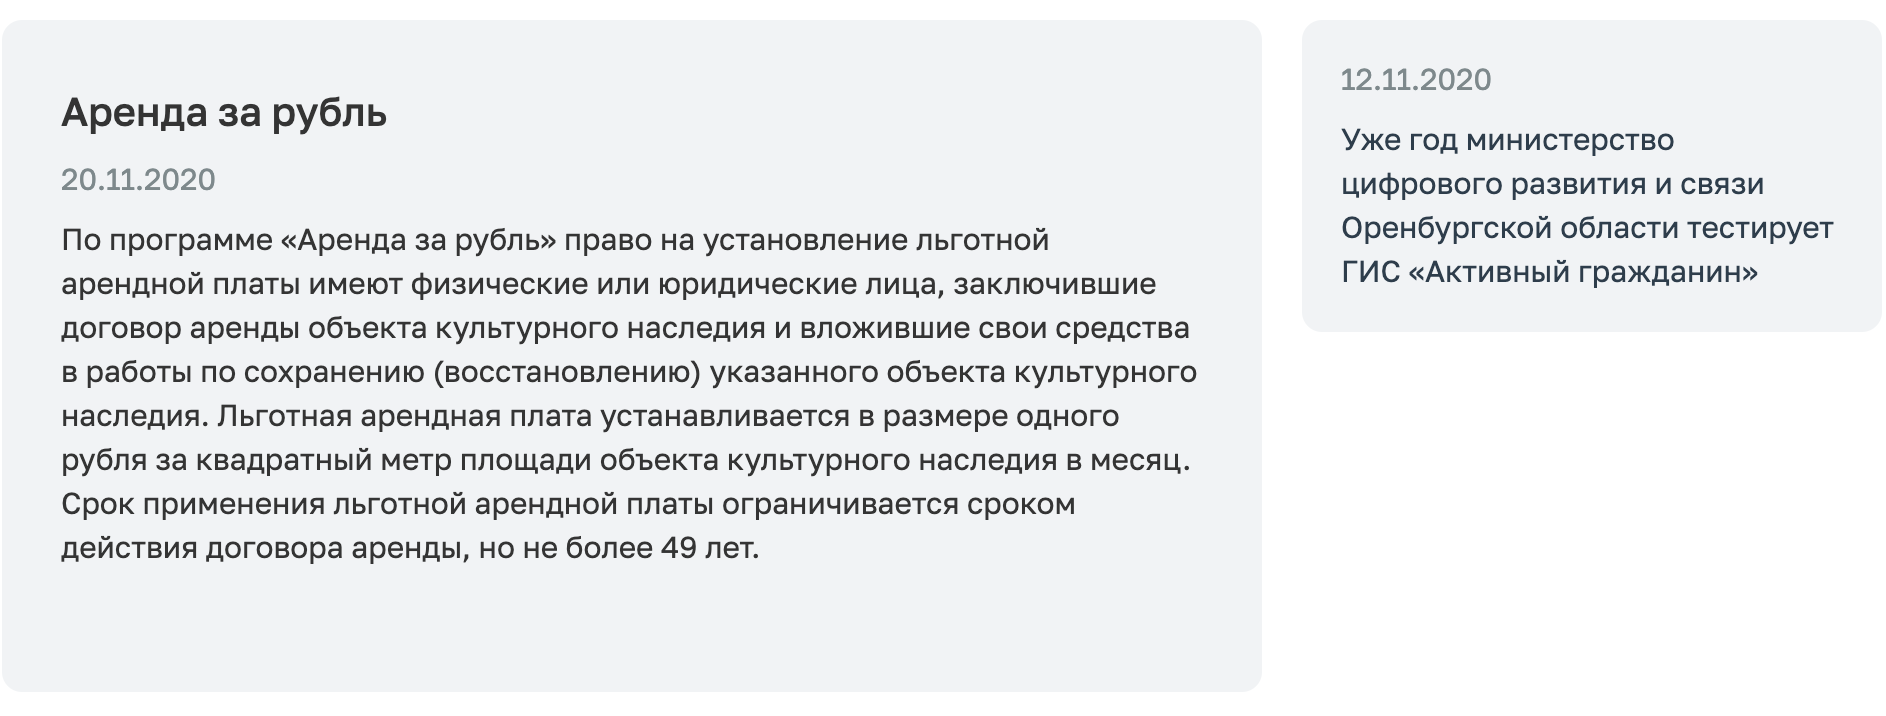 Аренда за рубль
20.11.2020
По программе «Аренда за рубль» право на установление льготной
арендной платы имеют физические или юридические лица, заключившие
договор аренды объекта культурного наследия и вложившие свои средства
в работы по сохранению (восстановлению) указанного объекта культурного
наследия. Льготная арендная плата устанавливается в размере одного
рубля за квадратный метр площади объекта культурного наследия в месяц.
Срок применения льготной арендной платы ограничивается сроком
действия договора аренды, но не более 49 лет.
12.11.2020
Уже год министерство
цифрового развития и связи
Оренбургской области тестирует
ГИС «Активный гражданин»